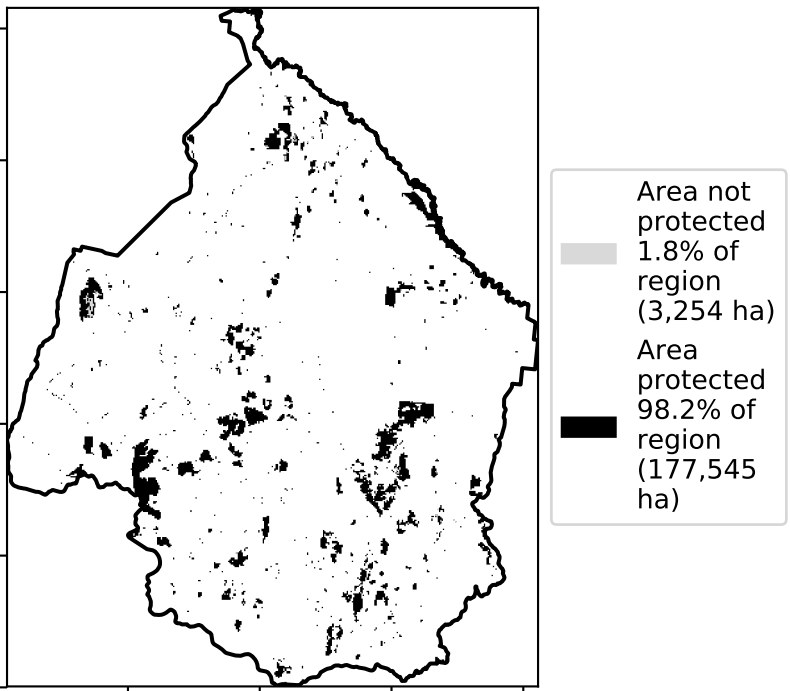 Area not
protected
1.8% of
region
(3,254 ha)
Area
protected
98.2% of
region
(177,545
ha)